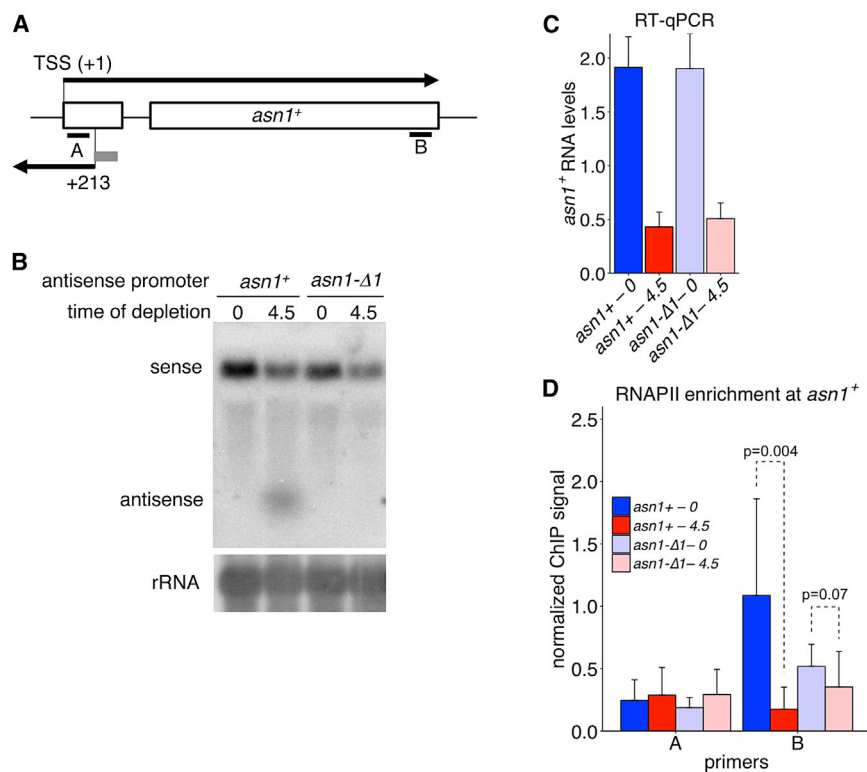 A
TSS (+1)
asn1+
A
B
+213
B
antisense promoter asn1+ asn1-Δ1
time of depletion 0 4.5 0 4.5
sense
antisense
rRNA
C
RT-qPCR
asn1+ RNA levels
2.0
1.5
1.0
0.5
0.0
asn1+ – 0
asn1+ – 4.5
asn1-Δ1– 0
asn1-Δ1– 4.5
D
RNAPII enrichment at asn1+
normalized ChIP signal
2.5
2.0
1.5
1.0
0.5
0.0
p=0.004
p=0.07
asn1+ – 0
asn1+ – 4.5
asn1-Δ1– 0
asn1-Δ1– 4.5
A B
primers